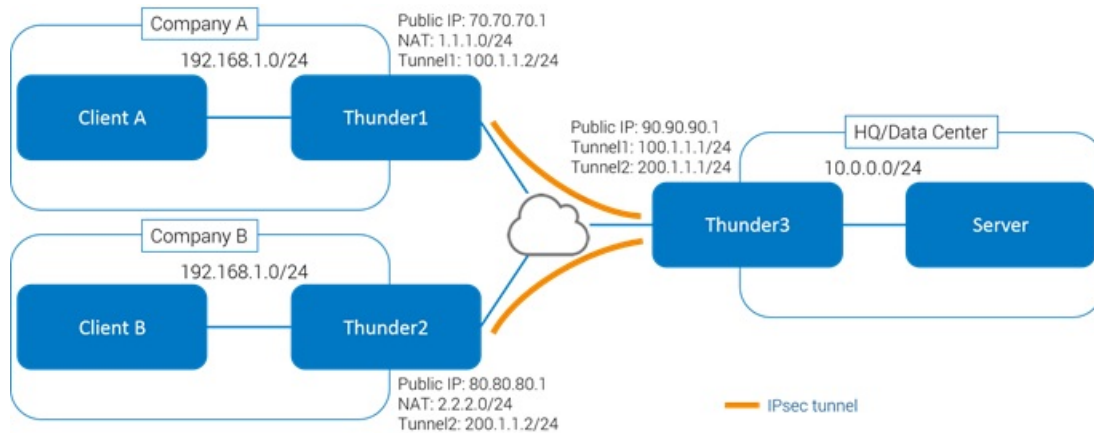 Company A
Public IP: 70.70.70.1
NAT: 1.1.1.0/24
Tunnel1: 100.1.1.2/24
192.168.1.0/24
Client A
Thunder1
Public IP: 90.90.90.1
Tunnel1: 100.1.1.1/24
Tunnel2: 200.1.1.1/24
HQ/Data Center
10.0.0.0/24
Thunder3
Server
Company B
192.168.1.0/24
Client B
Thunder2
Public IP: 80.80.80.1
NAT: 2.2.2.0/24
Tunnel2: 200.1.1.2/24
IPsec tunnel